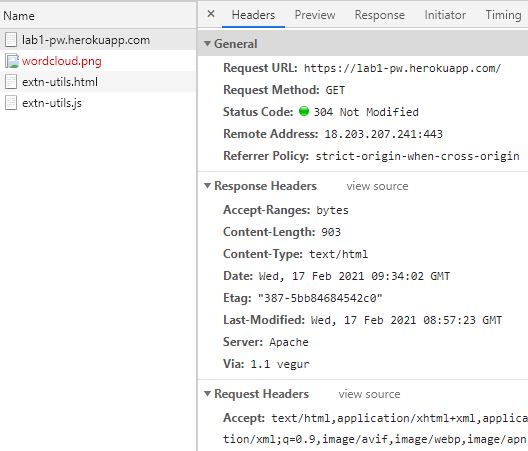 Name
lab1-pw.herokuapp.com
wordcloud.png
extn-utils.html
extn-utils.js
× Headers Preview Response Initiator Timing
▼ General
Request URL: https://lab1-pw.herokuapp.com/
Request Method: GET
Status Code: 304 Not Modified
Remote Address: 18.203.207.241:443
Referrer Policy: strict-origin-when-cross-origin
▼ Response Headers view source
Accept-Ranges: bytes
Content-Length: 903
Content-Type: text/html
Date: Wed, 17 Feb 2021 09:34:02 GMT
Etag: "387-5bb84684542c0"
Last-Modified: Wed, 17 Feb 2021 08:57:23 GMT
Server: Apache
Via: 1.1 vegur
▼ Request Headers view source
Accept: text/html,application/xhtml+xml,applica
tion/xml;q=0.9,image/avif,image/webp,image/apn